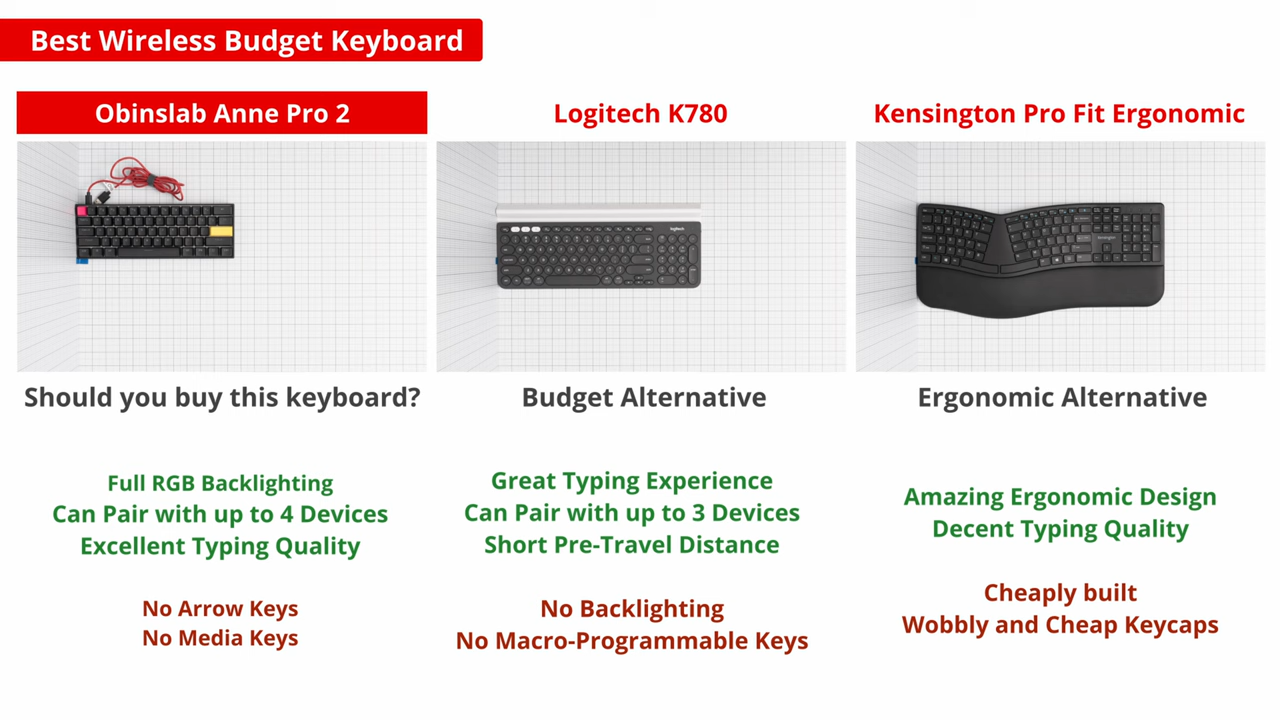 Best Wireless Budget Keyboard
Obinslab Anne Pro 2
Logitech K780
Kensington Pro Fit Ergonomic
logitech
Kensington
Should you buy this keyboard?
Budget Alternative
Ergonomic Alternative
Full RGB Backlighting
Can Pair with up to 4 Devices
Excellent Typing Quality
Great Typing Experience
Can Pair with up to 3 Devices
Short Pre-Travel Distance
Amazing Ergonomic Design
Decent Typing Quality
No Arrow Keys
No Media Keys
No Backlighting
No Macro-Programmable Keys
Cheaply built
Wobbly and Cheap Keycaps